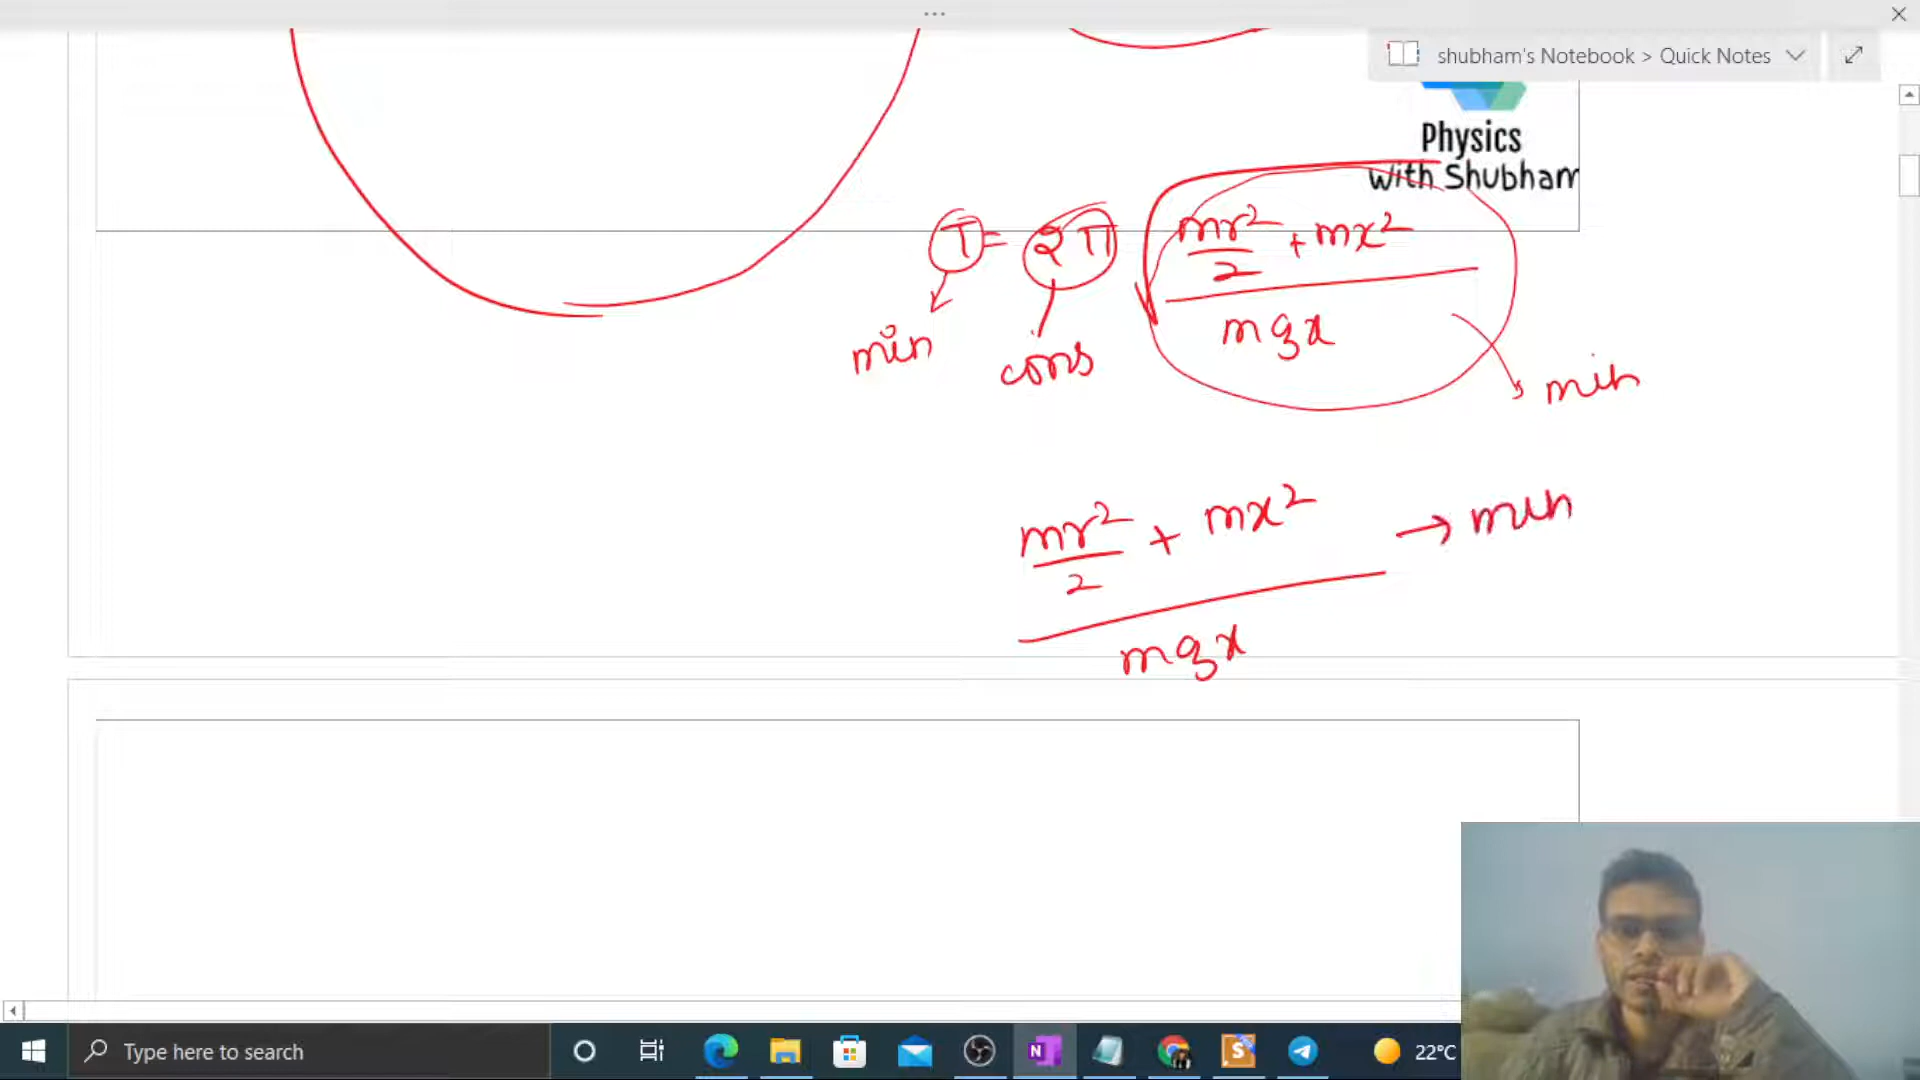 shubham's Notebook > Quick Notes
Physics
with Shubham
T = 2π √((mr²/2 + mx²)/mgx)
min
cons
min
(mr²/2 + mx²)/mgx → min
Type here to search
22°C